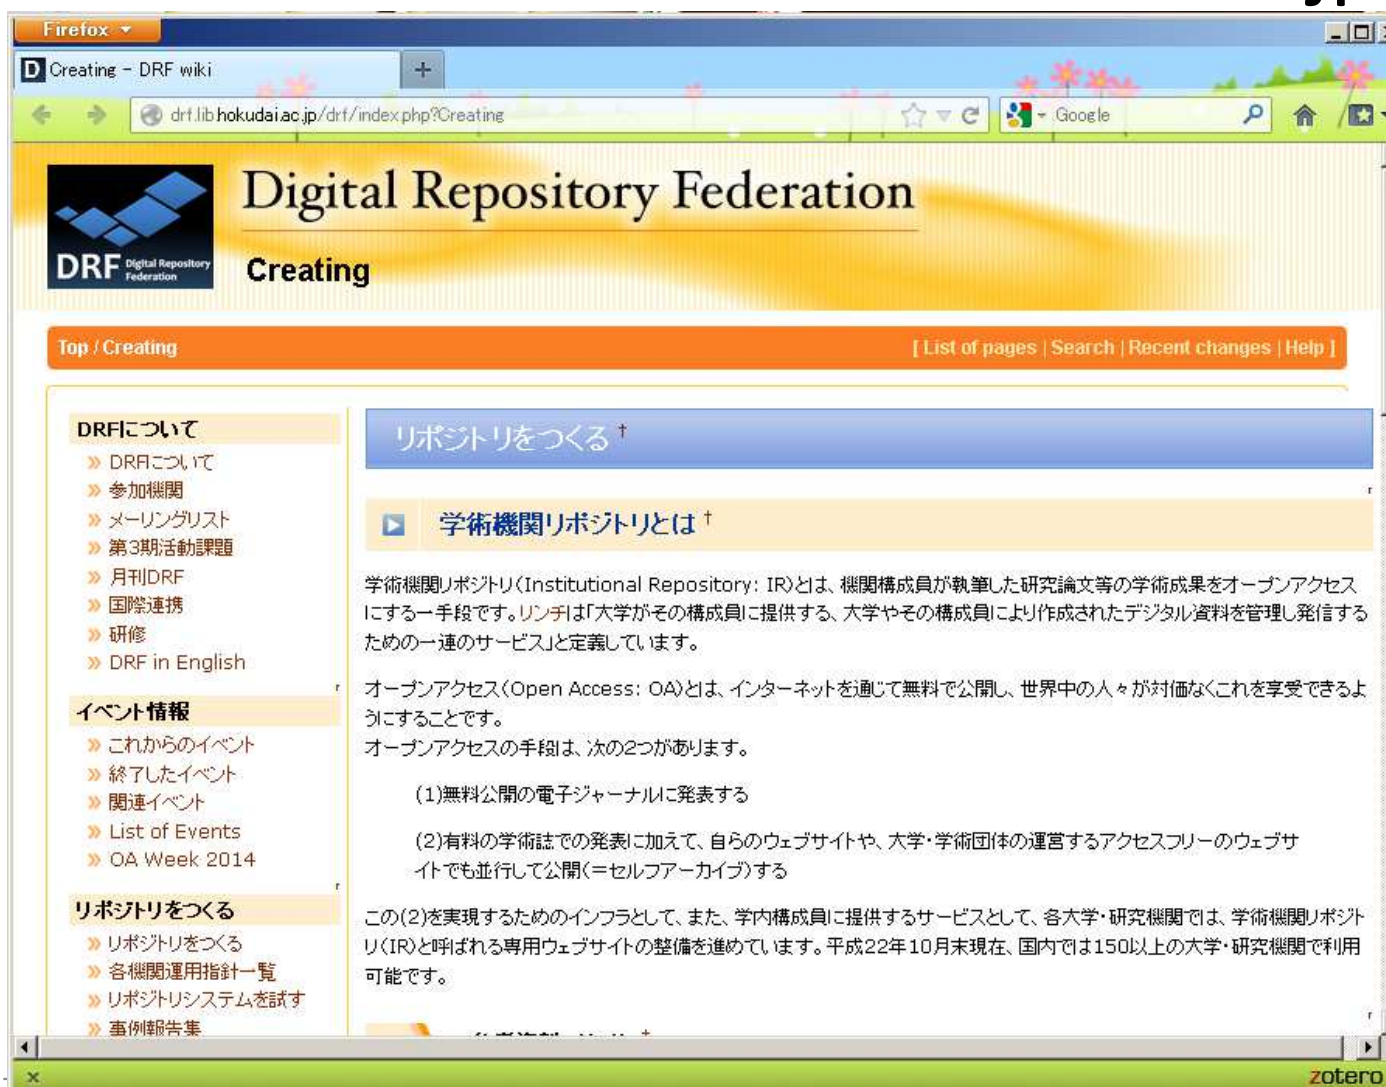 Firefox
Creating - DRF wiki
drf.lib.hokudai.ac.jp/drf/index.php?Creating
Google
Digital Repository Federation
DRF Digital Repository Federation
Creating
Top / Creating
[ List of pages | Search | Recent changes | Help ]
DRFについて
» DRFについて
» 参加機関
» メーリングリスト
» 第3期活動課題
» 月刊DRF
» 国際連携
» 研修
» DRF in English
イベント情報
» これからのイベント
» 終了したイベント
» 関連イベント
» List of Events
» OA Week 2014
リポジトリをつくる
» リポジトリをつくる
» 各機関運用指針一覧
» リポジトリシステムを試す
» 事例報告集
リポジトリをつくる †
学術機関リポジトリとは †
学術機関リポジトリ(Institutional Repository: IR)とは、機関構成員が執筆した研究論文等の学術成果をオープンアクセス
にする一手段です。リンチは「大学がその構成員に提供する、大学やその構成員により作成されたデジタル資料を管理し発信する
ための一連のサービス」と定義しています。
オープンアクセス(Open Access: OA)とは、インターネットを通じて無料で公開し、世界中の人々が対価なくこれを享受できるよ
うにすることです。
オープンアクセスの手段は、次の2つがあります。
(1)無料公開の電子ジャーナルに発表する
(2)有料の学術誌での発表に加えて、自らのウェブサイトや、大学・学術団体の運営するアクセスフリーのウェブサ
イトでも並行して公開(=セルフアーカイブ)する
この(2)を実現するためのインフラとして、また、学内構成員に提供するサービスとして、各大学・研究機関では、学術機関リポジト
リ(IR)と呼ばれる専用ウェブサイトの整備を進めています。平成22年10月末現在、国内では150以上の大学・研究機関で利用
可能です。
zotero